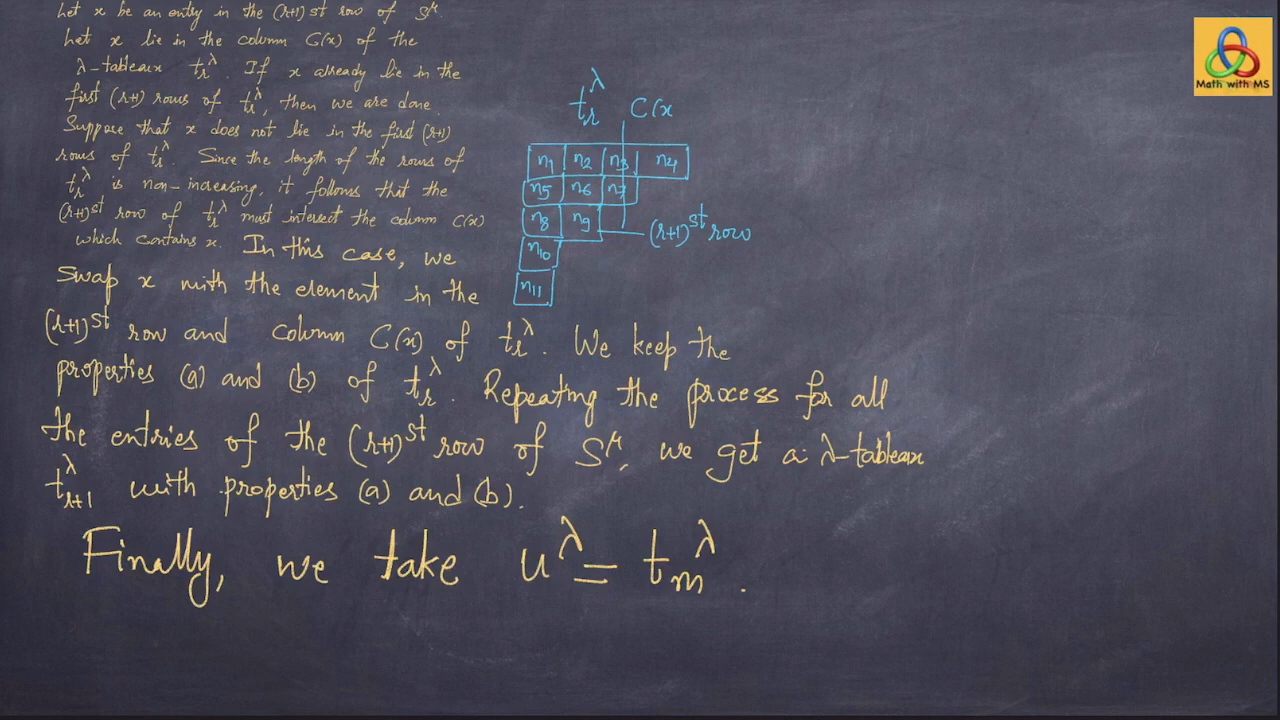 Let x be an entry in the (r+1)st row of S^μ.
Let x lie in the column C(x) of the
λ-tableaux t_r^λ. If x already lie in the
first (r+1) rows of t_r^λ, then we are done.
Suppose that x does not lie in the first (r+1)
rows of t_r^λ. Since the length of the rows of
t_r^λ is non-increasing, it follows that the
(r+1)st row of t_r^λ must intersect the column C(x)
which contains x. In this case, we
swap x with the element in the
(r+1)st row and column C(x) of t_r^λ. We keep the
properties (a) and (b) of t_r^λ. Repeating the process for all
the entries of the (r+1)st row of S^μ, we get a λ-tableaux
t_{r+1}^λ with properties (a) and (b).
Finally, we take u^λ = t_m^λ.
t_r^λ C(x
n1 n2 n3 n4
n5 n6 n7
n8 n9 (r+1)st row
n10
n11
Math with MS